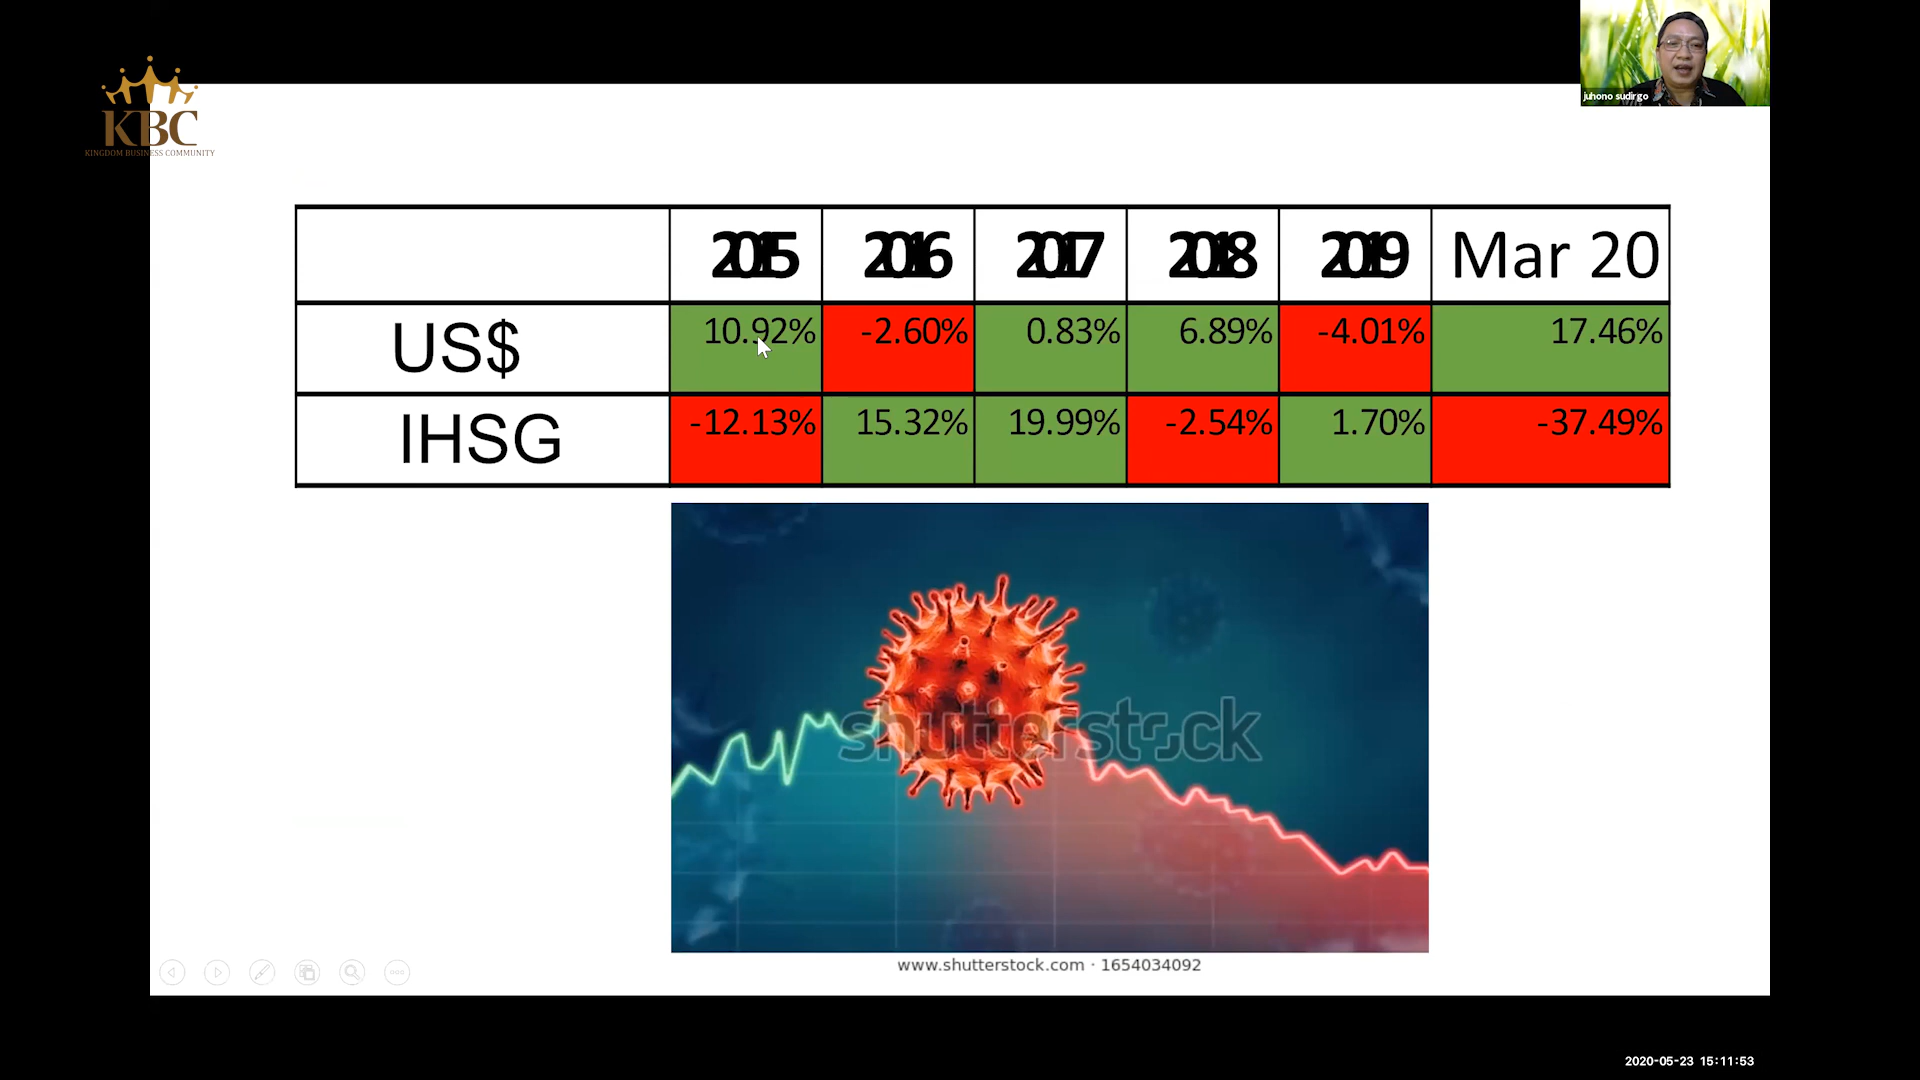 juhono sudirgo
KBC
KINGDOM BUSINESS COMMUNITY
2015 2016 2017 2018 2019 Mar 20
US$ 10.92% -2.60% 0.83% 6.89% -4.01% 17.46%
IHSG -12.13% 15.32% 19.99% -2.54% 1.70% -37.49%
shutterstock
www.shutterstock.com · 1654034092
2020-05-23 15:11:53